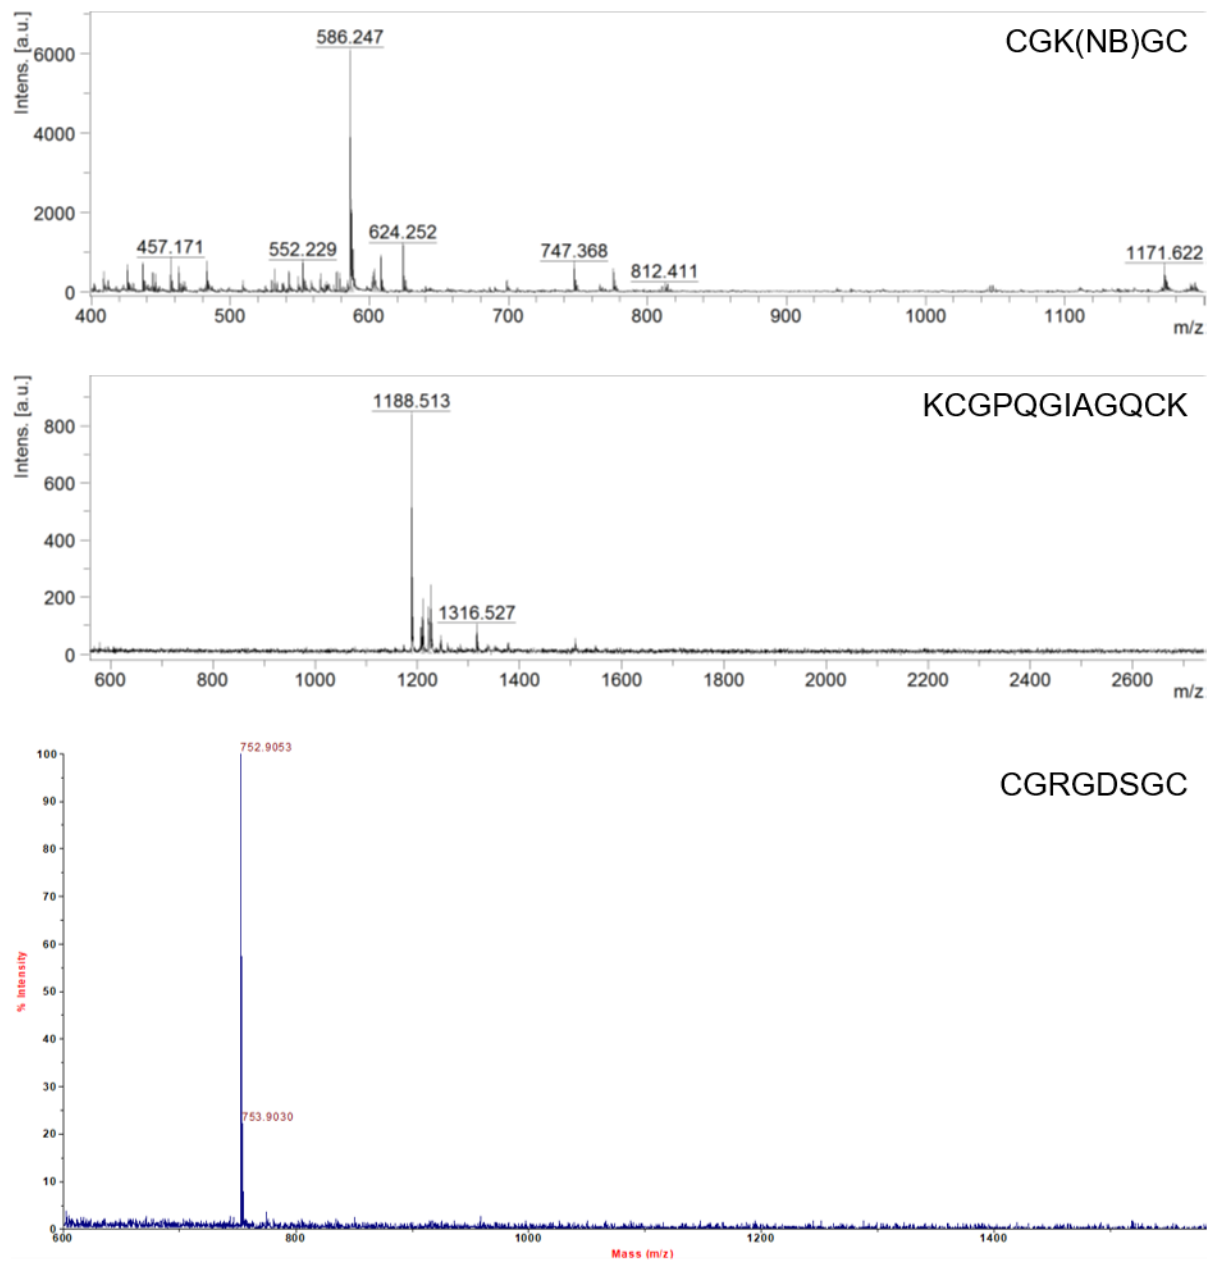 CGK(NB)GC
Intens. [a.u.]
6000
4000
2000
0
586.247
457.171
552.229
624.252
747.368
812.411
1171.622
400 500 600 700 800 900 1000 1100
m/z
KCGPQGIAGQCK
Intens. [a.u.]
800
600
400
200
0
1188.513
1316.527
600 800 1000 1200 1400 1600 1800 2000 2200 2400 2600
m/z
CGRGDSGC
% Intensity
100
90
80
70
60
50
40
30
20
10
0
752.9053
753.9030
600 800 1000 1200 1400
Mass (m/z)